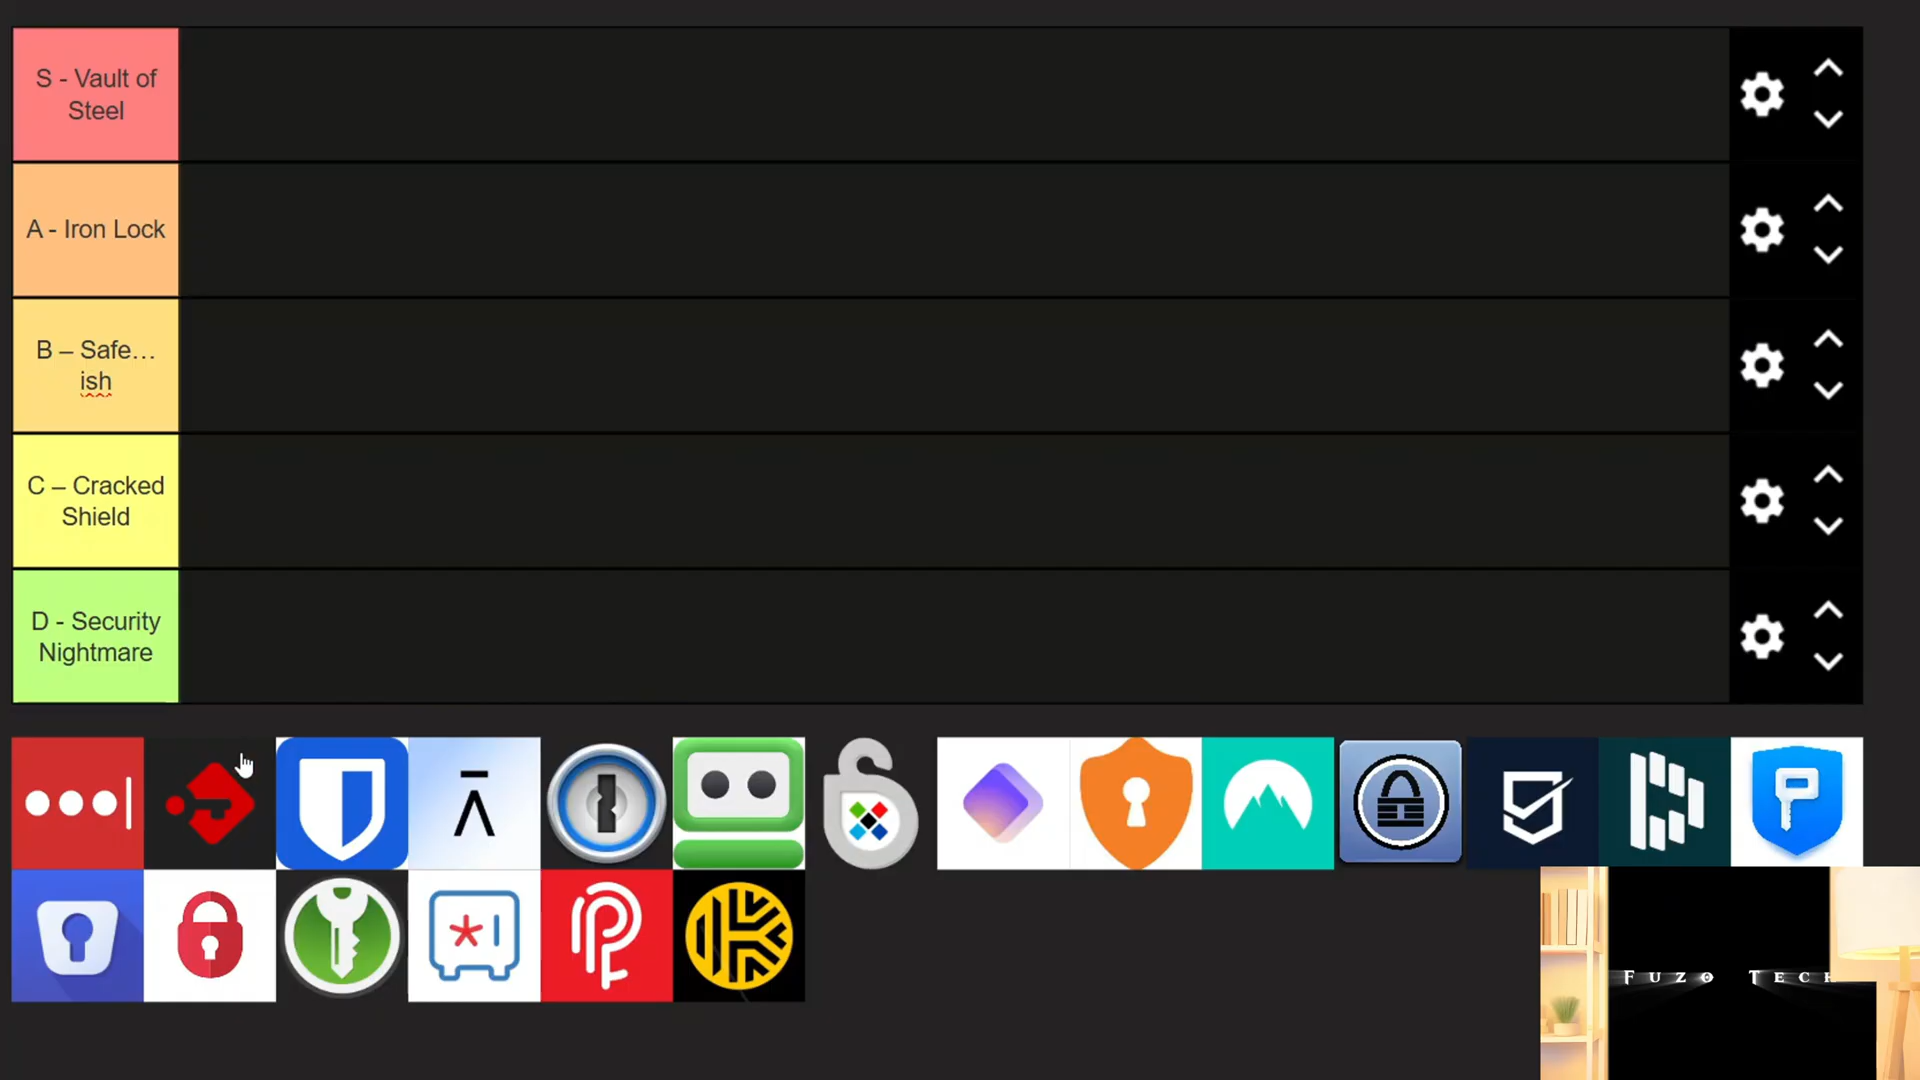 S - Vault of
Steel
A - Iron Lock
B – Safe…
ish
C – Cracked
Shield
D - Security
Nightmare
Fuzo Tech